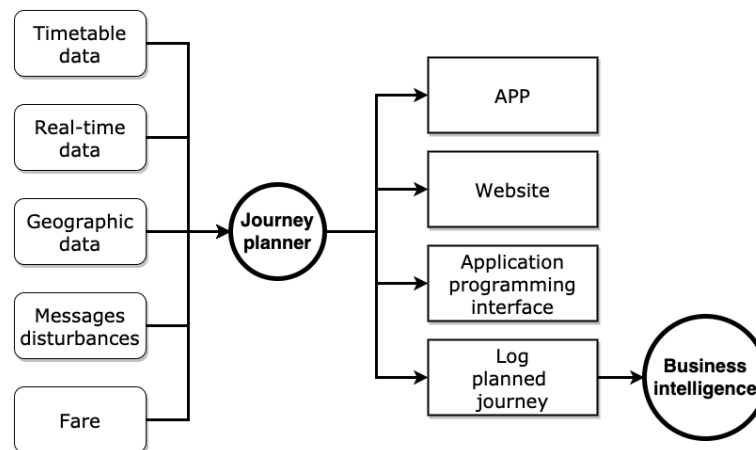 Timetable
data
Real-time
data
Geographic
data
Messages
disturbances
Fare
Journey
planner
APP
Website
Application
programming
interface
Log
planned
journey
Business
intelligence